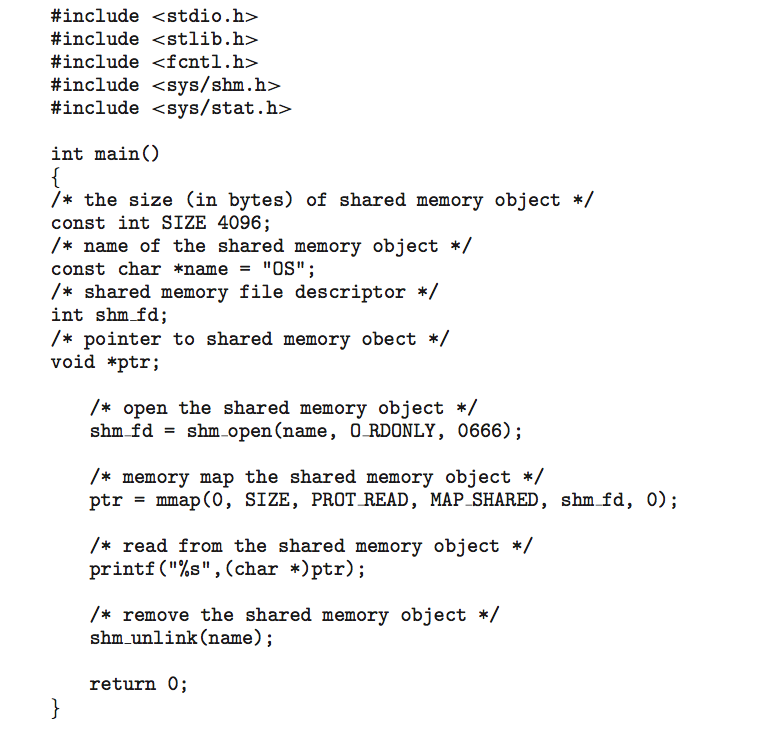 #include <stdio.h>
#include <stlib.h>
#include <fcntl.h>
#include <sys/shm.h>
#include <sys/stat.h>

int main()
{
/* the size (in bytes) of shared memory object */
const int SIZE 4096;
/* name of the shared memory object */
const char *name = "OS";
/* shared memory file descriptor */
int shm_fd;
/* pointer to shared memory obect */
void *ptr;

    /* open the shared memory object */
    shm_fd = shm_open(name, O_RDONLY, 0666);

    /* memory map the shared memory object */
    ptr = mmap(0, SIZE, PROT_READ, MAP_SHARED, shm_fd, 0);

    /* read from the shared memory object */
    printf("%s",(char *)ptr);

    /* remove the shared memory object */
    shm_unlink(name);

    return 0;
}